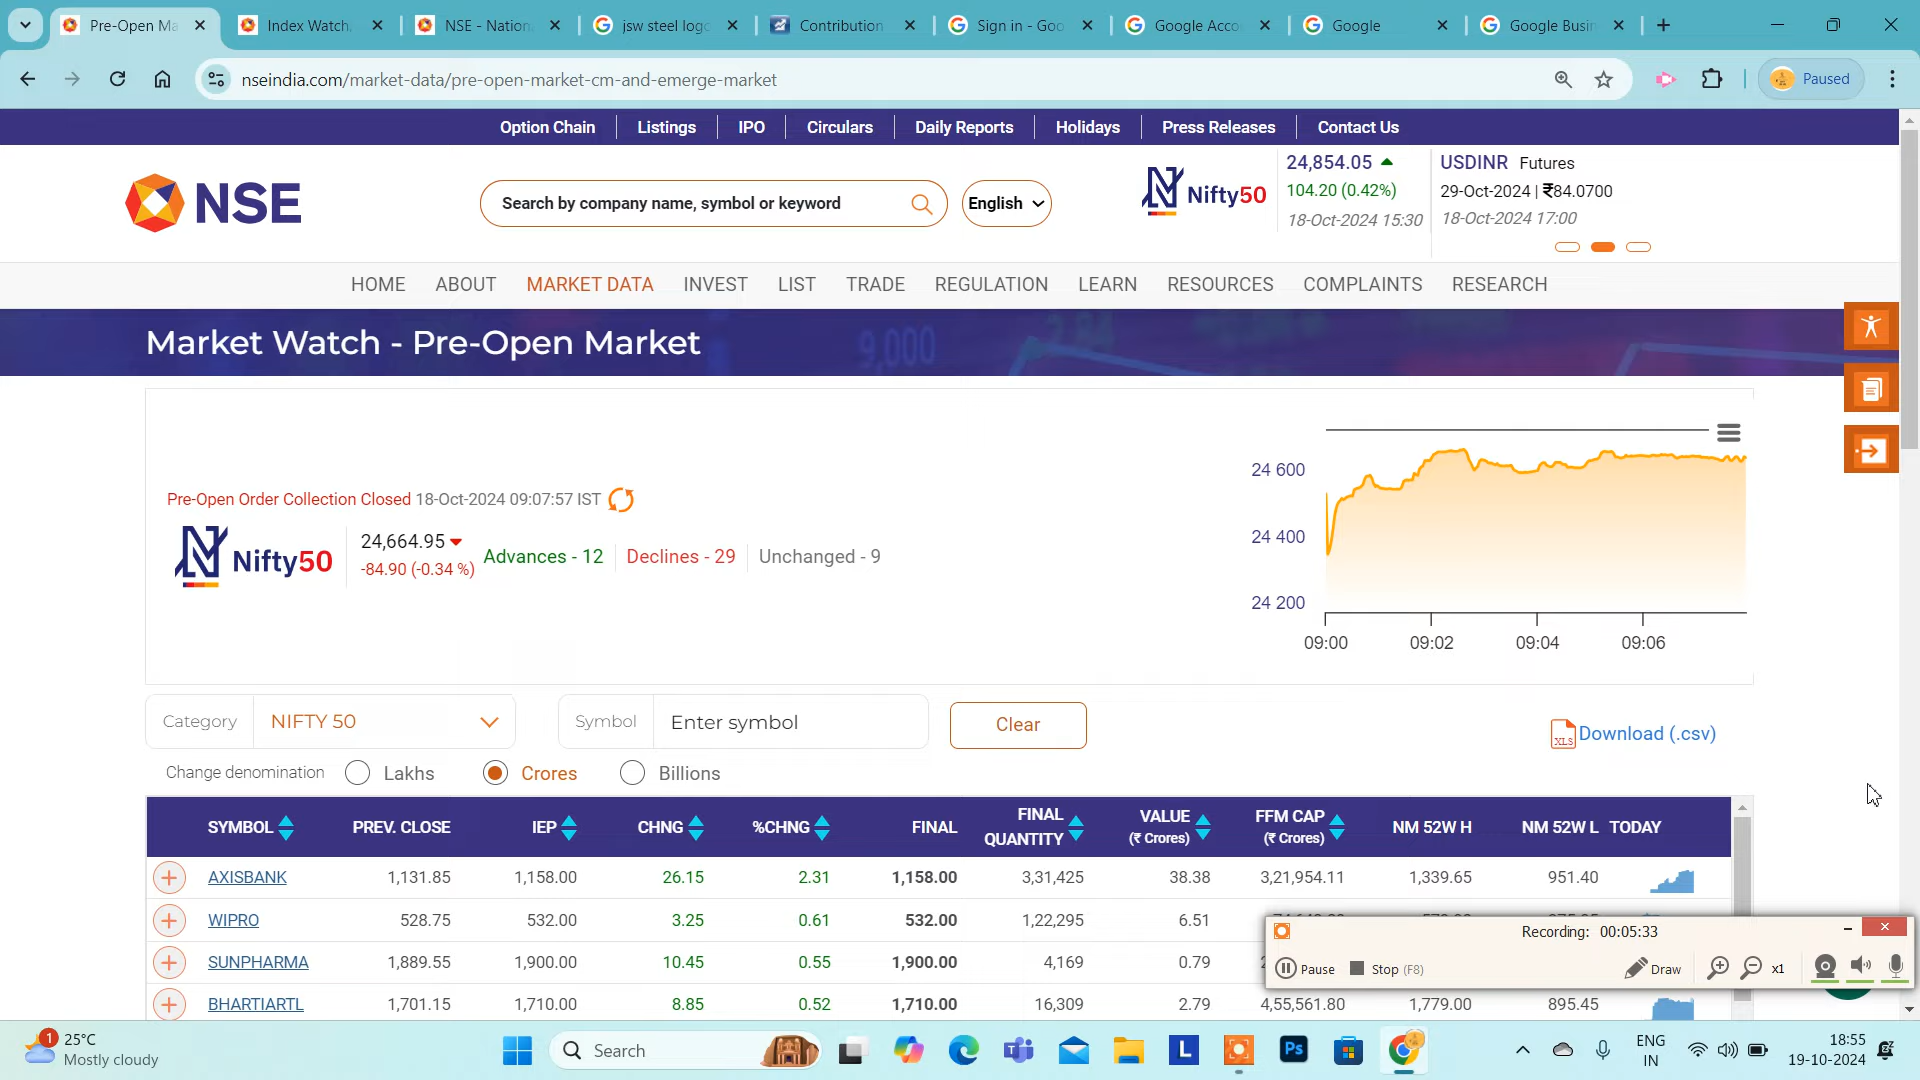 Pre-Open Ma
Index Watch,
NSE - Nation
jsw steel logo
Contribution
Sign in - Goo
Google Acco
Google
Google Busin
nseindia.com/market-data/pre-open-market-cm-and-emerge-market
Paused
Option Chain
Listings
IPO
Circulars
Daily Reports
Holidays
Press Releases
Contact Us
NSE
Search by company name, symbol or keyword
English
Nifty50
24,854.05
104.20 (0.42%)
18-Oct-2024 15:30
USDINR Futures
29-Oct-2024 | ₹84.0700
18-Oct-2024 17:00
HOME ABOUT MARKET DATA INVEST LIST TRADE REGULATION LEARN RESOURCES COMPLAINTS RESEARCH
Market Watch - Pre-Open Market
Pre-Open Order Collection Closed 18-Oct-2024 09:07:57 IST
Nifty50
24,664.95
-84.90 (-0.34 %)
Advances - 12
Declines - 29
Unchanged - 9
24 600
24 400
24 200
09:00 09:02 09:04 09:06
Category NIFTY 50
Symbol Enter symbol
Clear
Download (.csv)
XLS
Change denomination Lakhs Crores Billions
SYMBOL PREV. CLOSE IEP CHNG %CHNG FINAL FINAL QUANTITY VALUE (₹ Crores) FFM CAP (₹ Crores) NM 52W H NM 52W L TODAY
AXISBANK 1,131.85 1,158.00 26.15 2.31 1,158.00 3,31,425 38.38 3,21,954.11 1,339.65 951.40
WIPRO 528.75 532.00 3.25 0.61 532.00 1,22,295 6.51
SUNPHARMA 1,889.55 1,900.00 10.45 0.55 1,900.00 4,169 0.79
BHARTIARTL 1,701.15 1,710.00 8.85 0.52 1,710.00 16,309 2.79 4,55,561.80 1,779.00 895.45
Recording: 00:05:33
Pause Stop (F8) Draw x1
1
25°C
Mostly cloudy
Search
L
Ps
ENG
IN
18:55
19-10-2024